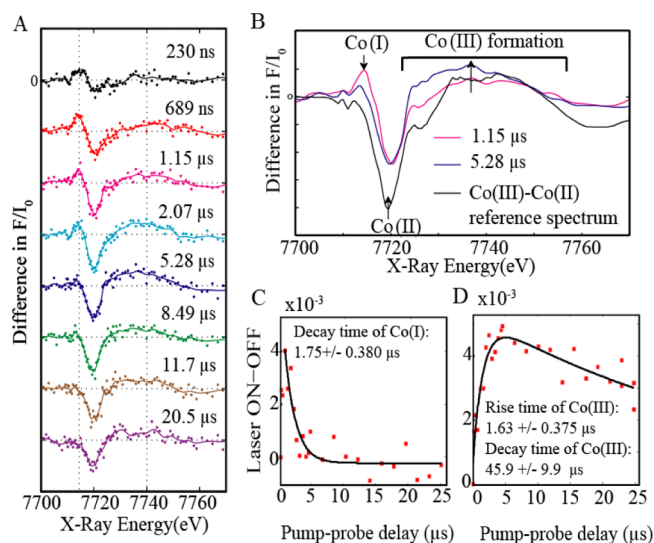 A
230 ns
0
689 ns
1.15 µs
2.07 µs
5.28 µs
8.49 µs
11.7 µs
20.5 µs
Difference in F/I₀
7700 7720 7740 7760
X-Ray Energy(eV)
B
Co(I) Co(III) formation
0
1.15 µs
5.28 µs
Co(III)-Co(II)
reference spectrum
Co(II)
Difference in F/I₀
7700 7720 7740 7760
X-Ray Energy(eV)
C x10⁻³
Decay time of Co(I):
1.75+/- 0.380 µs
4
2
0
Laser ON−OFF
0 5 10 15 20 25
Pump-probe delay (µs)
D x10⁻³
4
2
0
Rise time of Co(III):
1.63 +/- 0.375 µs
Decay time of Co(III):
45.9 +/- 9.9 µs
0 5 10 15 20 25
Pump-probe delay (µs)